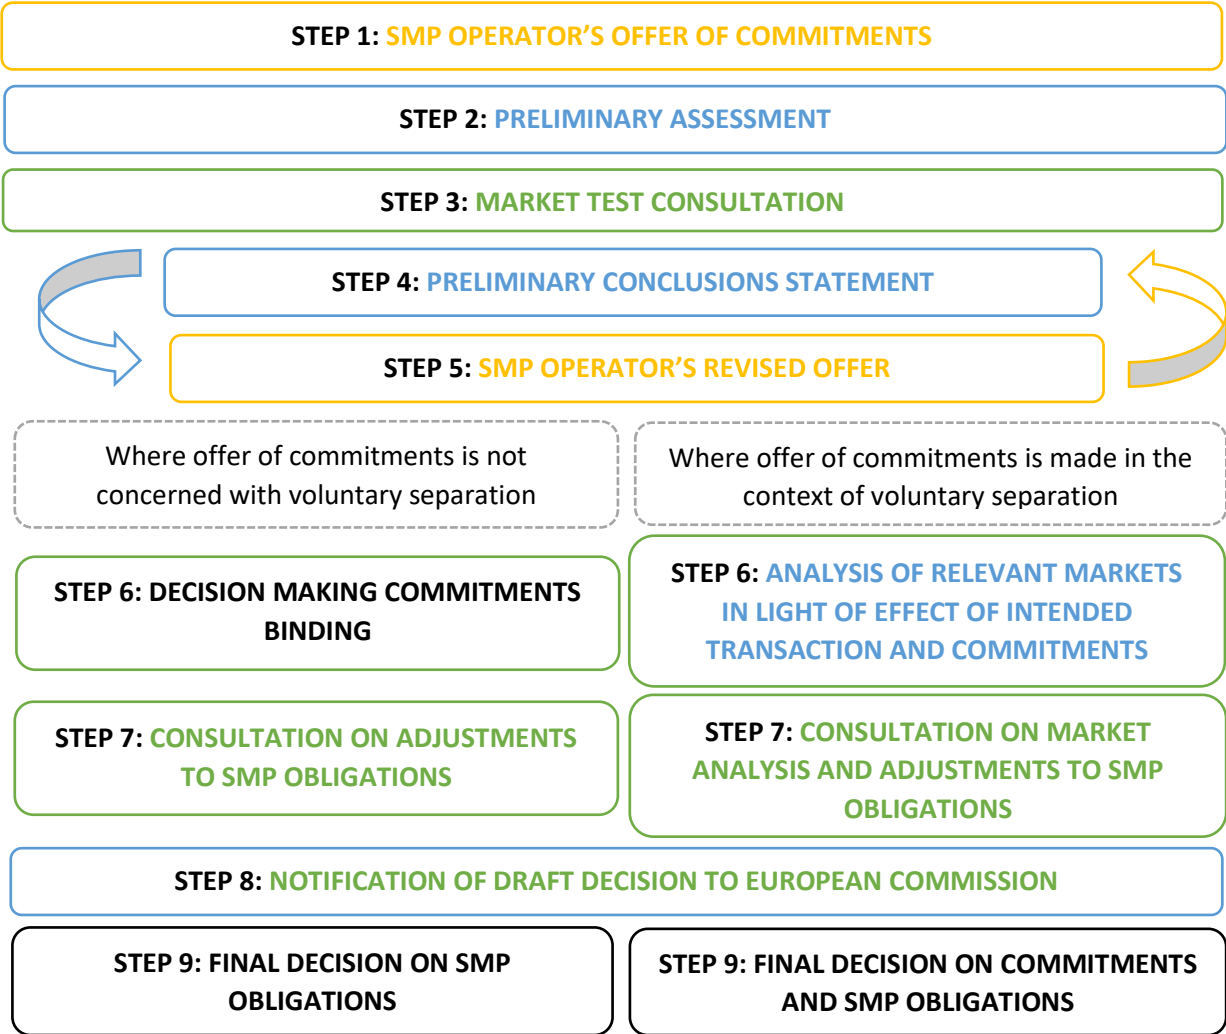 STEP 1: SMP OPERATOR'S OFFER OF COMMITMENTS
STEP 2: PRELIMINARY ASSESSMENT
STEP 3: MARKET TEST CONSULTATION
STEP 4: PRELIMINARY CONCLUSIONS STATEMENT
STEP 5: SMP OPERATOR'S REVISED OFFER
Where offer of commitments is not
concerned with voluntary separation
Where offer of commitments is made in the
context of voluntary separation
STEP 6: DECISION MAKING COMMITMENTS
BINDING
STEP 6: ANALYSIS OF RELEVANT MARKETS
IN LIGHT OF EFFECT OF INTENDED
TRANSACTION AND COMMITMENTS
STEP 7: CONSULTATION ON ADJUSTMENTS
TO SMP OBLIGATIONS
STEP 7: CONSULTATION ON MARKET
ANALYSIS AND ADJUSTMENTS TO SMP
OBLIGATIONS
STEP 8: NOTIFICATION OF DRAFT DECISION TO EUROPEAN COMMISSION
STEP 9: FINAL DECISION ON SMP
OBLIGATIONS
STEP 9: FINAL DECISION ON COMMITMENTS
AND SMP OBLIGATIONS